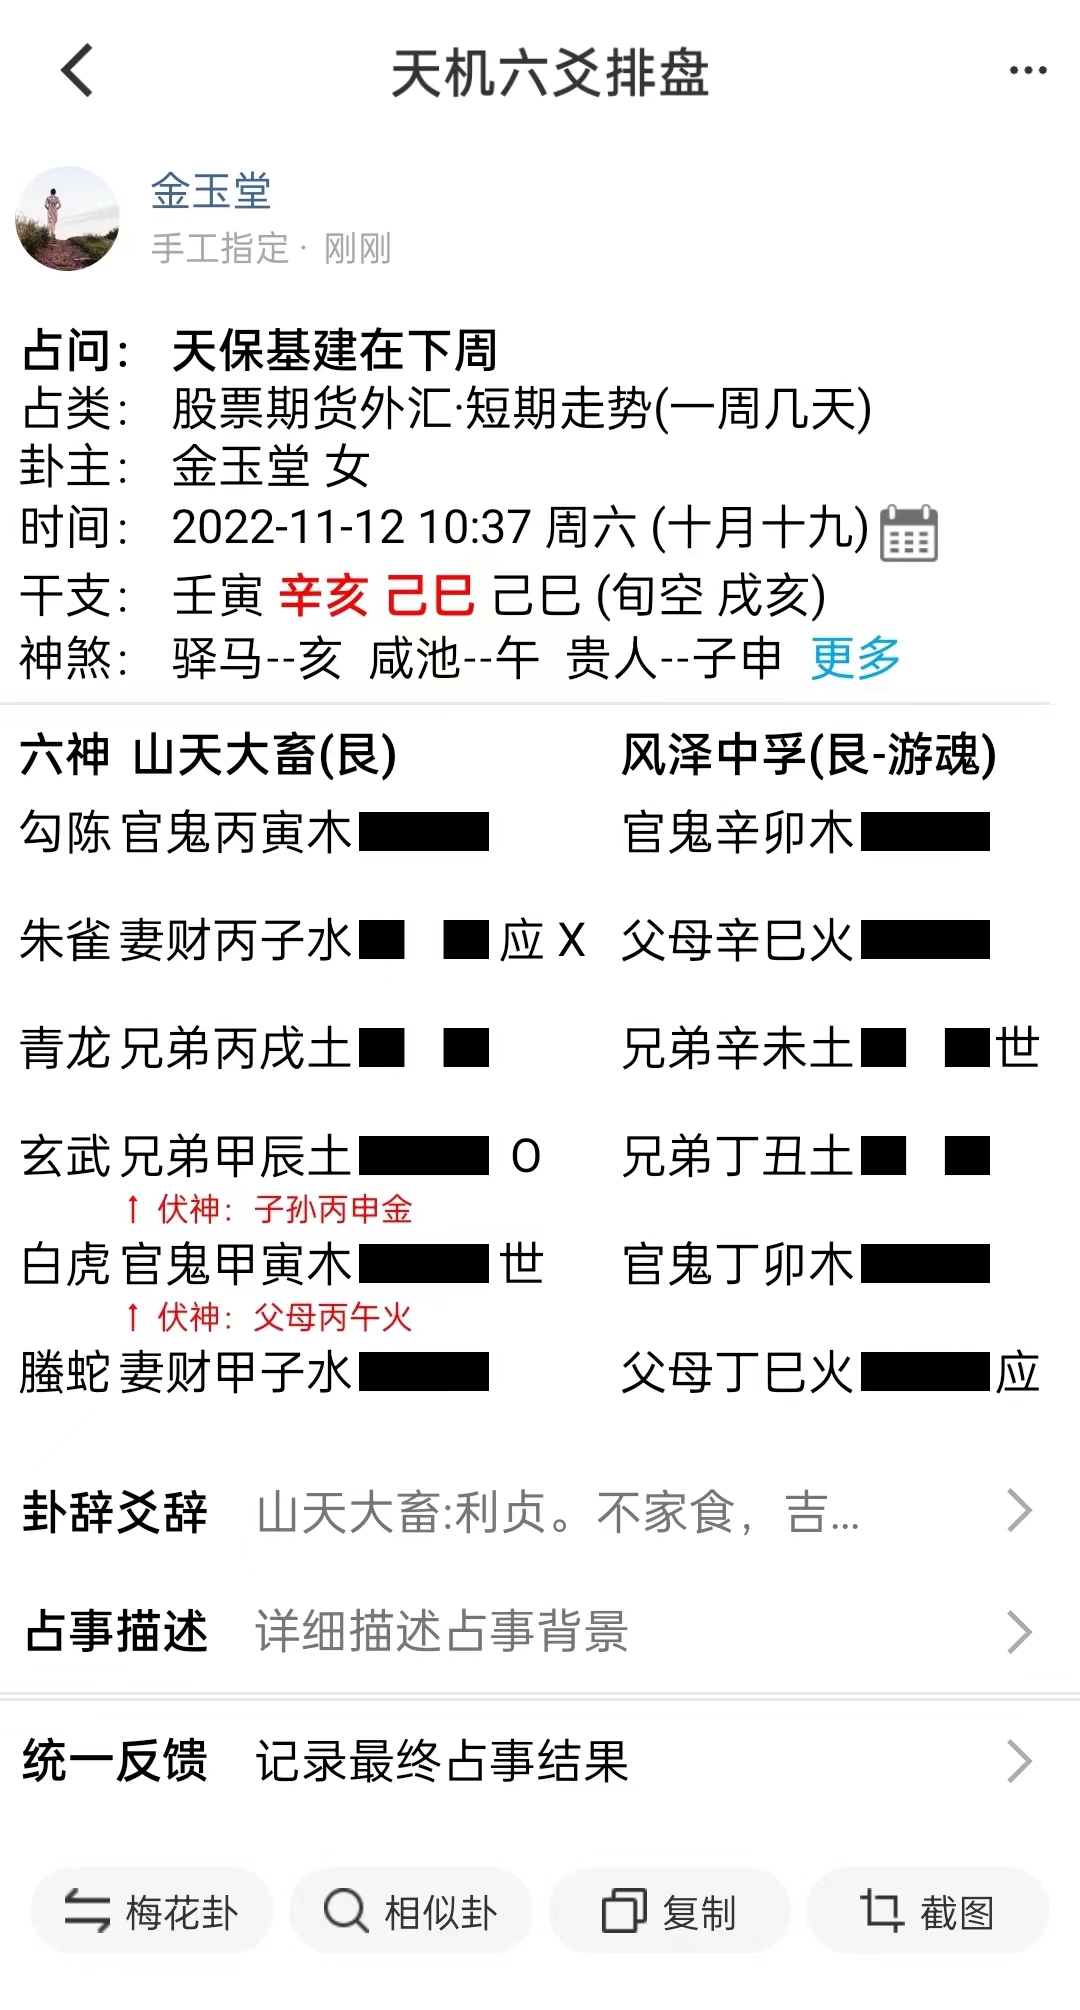 天机六爻排盘
金玉堂
手工指定· 刚刚
占问： 天保基建在下周
占类： 股票期货外汇·短期走势(一周几天)
卦主： 金玉堂 女
时间： 2022-11-12 10:37 周六 (十月十九)
干支： 壬寅 辛亥 己巳 己巳 (旬空 戌亥)
神煞： 驿马--亥 咸池--午 贵人--子申 更多
六神 山天大畜(艮) 风泽中孚(艮-游魂)
勾陈 官鬼丙寅木 官鬼辛卯木
朱雀 妻财丙子水 应 X 父母辛巳火
青龙 兄弟丙戌土 兄弟辛未土 世
玄武 兄弟甲辰土 O 兄弟丁丑土
↑ 伏神：子孙丙申金
白虎 官鬼甲寅木 世 官鬼丁卯木
↑ 伏神：父母丙午火
螣蛇 妻财甲子水 父母丁巳火 应
卦辞爻辞 山天大畜:利贞。不家食，吉...
占事描述 详细描述占事背景
统一反馈 记录最终占事结果
梅花卦 相似卦 复制 截图